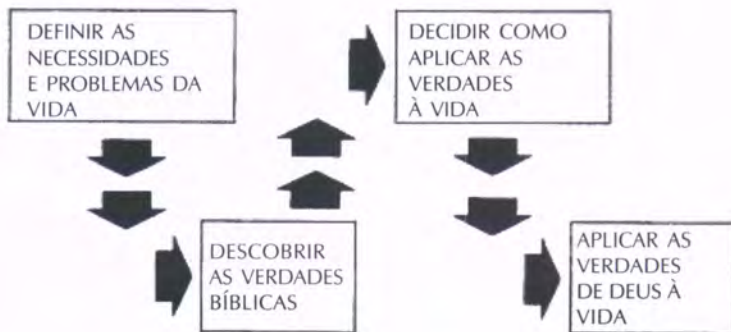 DEFINIR AS
NECESSIDADES
E PROBLEMAS DA
VIDA
DESCOBRIR
AS VERDADES
BÍBLICAS
DECIDIR COMO
APLICAR AS
VERDADES
À VIDA
APLICAR AS
VERDADES
DE DEUS À
VIDA